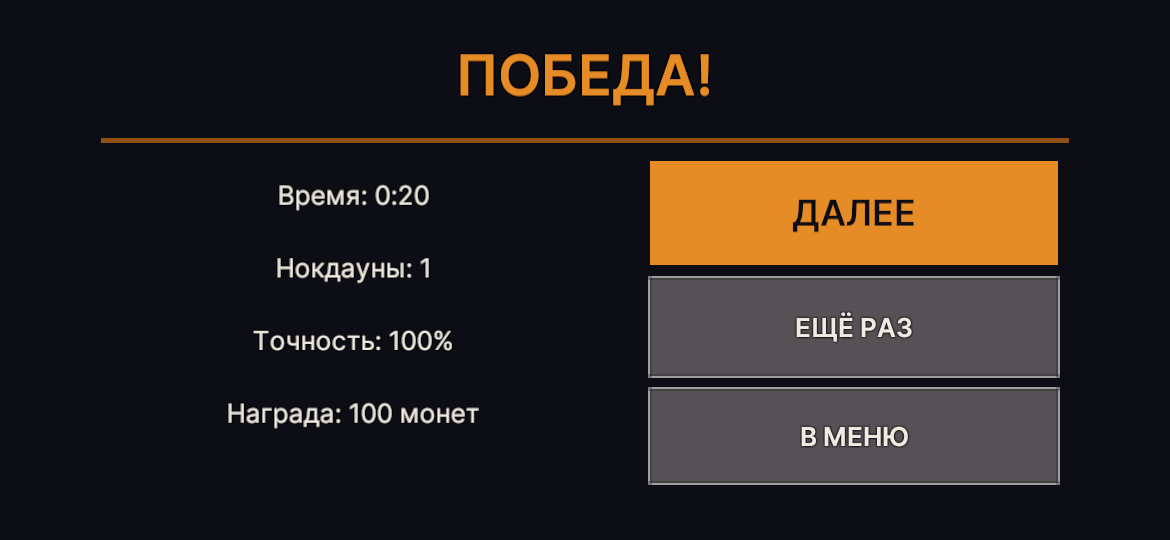 ПОБЕДА!
Время: 0:20
Нокдауны: 1
Точность: 100%
Награда: 100 монет
ДАЛЕЕ
ЕЩЁ РАЗ
В МЕНЮ